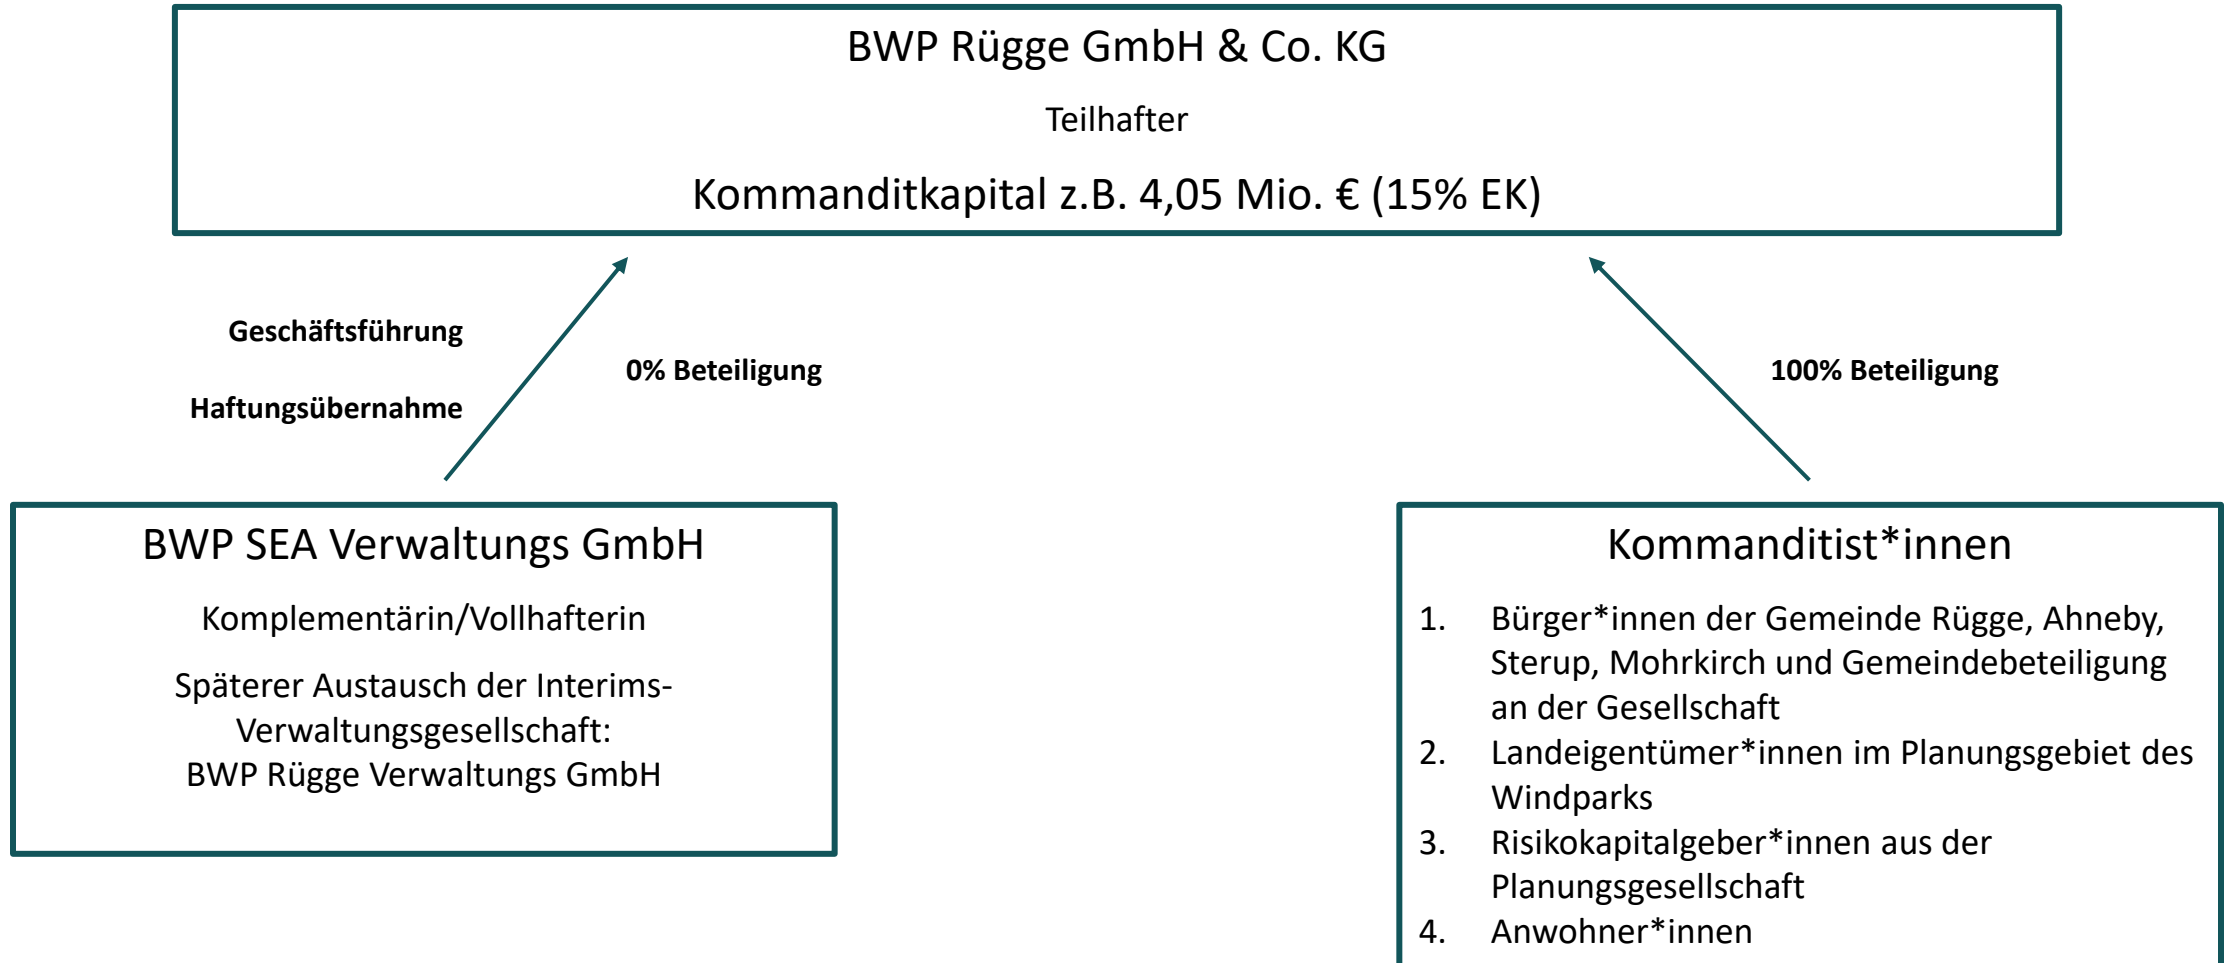 BWP Rügge GmbH & Co. KG
Teilhafter
Kommanditkapital z.B. 4,05 Mio. € (15% EK)
Geschäftsführung
Haftungsübernahme
0% Beteiligung
100% Beteiligung
BWP SEA Verwaltungs GmbH
Komplementärin/Vollhafterin
Späterer Austausch der Interims-
Verwaltungsgesellschaft:
BWP Rügge Verwaltungs GmbH
Kommanditist*innen
1. Bürger*innen der Gemeinde Rügge, Ahneby,
Sterup, Mohrkirch und Gemeindebeteiligung
an der Gesellschaft
2. Landeigentümer*innen im Planungsgebiet des
Windparks
3. Risikokapitalgeber*innen aus der
Planungsgesellschaft
4. Anwohner*innen